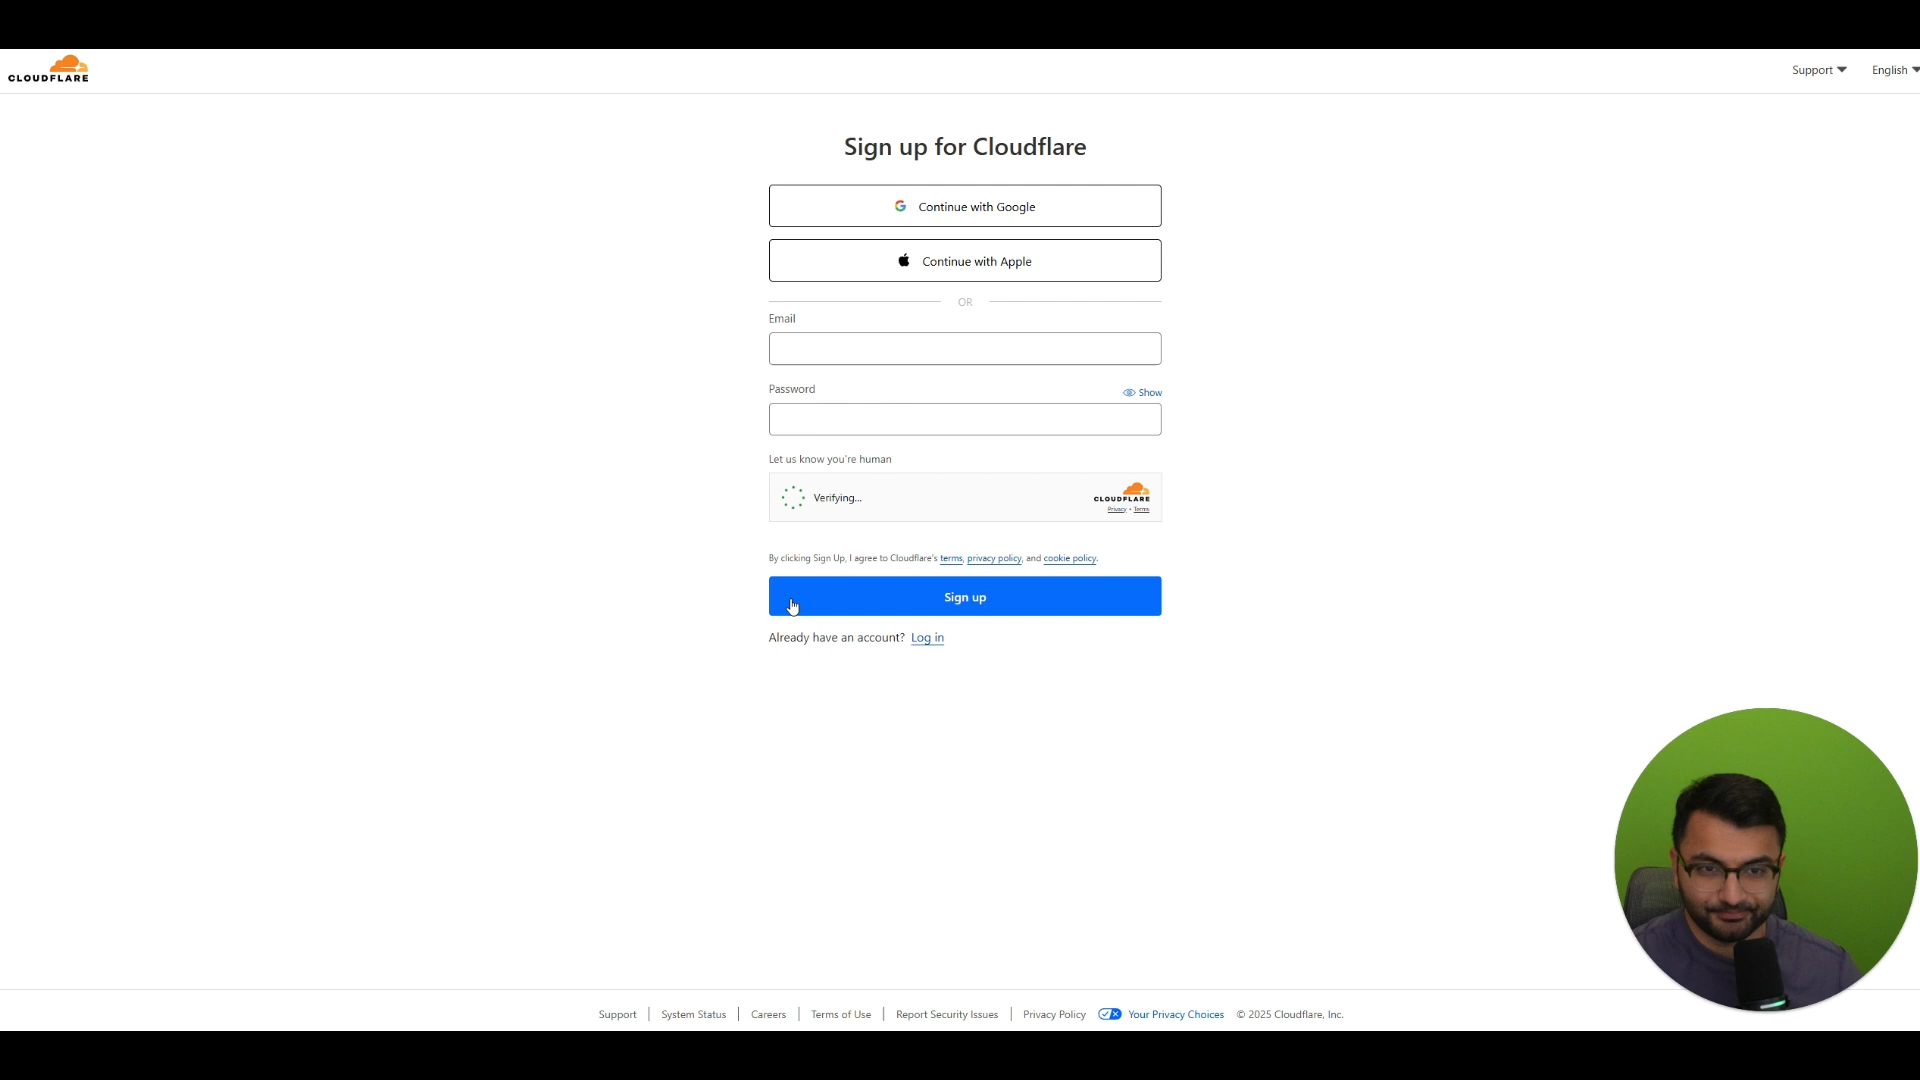 CLOUDFLARE
Support
English
Sign up for Cloudflare
Continue with Google
Continue with Apple
OR
Email
Password
Show
Let us know you're human
Verifying...
CLOUDFLARE
Privacy • Terms
By clicking Sign Up, I agree to Cloudflare's terms, privacy policy, and cookie policy.
Sign up
Already have an account? Log in
Support | System Status | Careers | Terms of Use | Report Security Issues | Privacy Policy | Your Privacy Choices © 2025 Cloudflare, Inc.